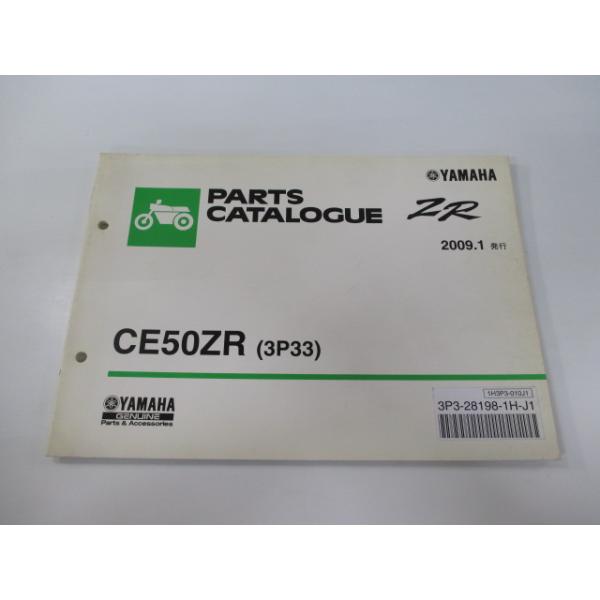 YAMAHA
PARTS
CATALOGUE
ZR
2009.1 発行
CE50ZR (3P33)
YAMAHA
GENUINE
Parts & Accessories
1H3P3-010J1
3P3-28198-1H-J1